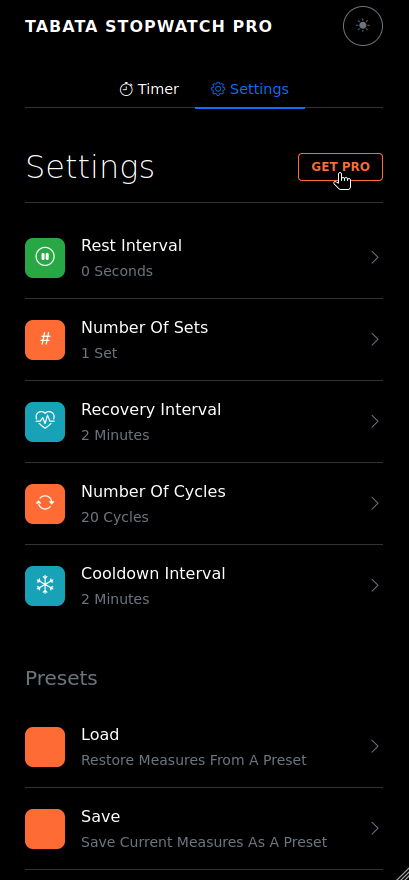 TABATA STOPWATCH PRO
Timer
Settings
Settings
GET PRO
Rest Interval
0 Seconds
#
Number Of Sets
1 Set
Recovery Interval
2 Minutes
Number Of Cycles
20 Cycles
Cooldown Interval
2 Minutes
Presets
Load
Restore Measures From A Preset
Save
Save Current Measures As A Preset